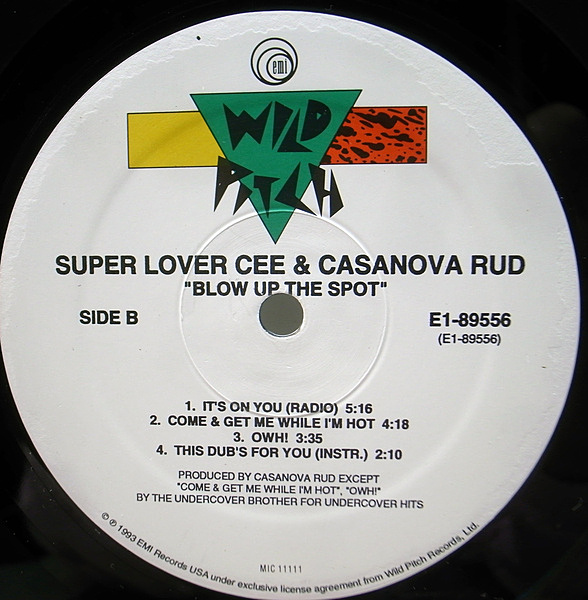 emi
WILD
PITCH
SUPER LOVER CEE & CASANOVA RUD
"BLOW UP THE SPOT"
SIDE B
E1-89556
(E1-89556)
1. IT'S ON YOU (RADIO) 5:16
2. COME & GET ME WHILE I'M HOT 4:18
3. OWH! 3:35
4. THIS DUB'S FOR YOU (INSTR.) 2:10
PRODUCED BY CASANOVA RUD EXCEPT
"COME & GET ME WHILE I'M HOT", "OWH!"
BY THE UNDERCOVER BROTHER FOR UNDERCOVER HITS
MIC 11111
© ℗ 1993 EMI Records USA under exclusive license agreement from Wild Pitch Records, Ltd.